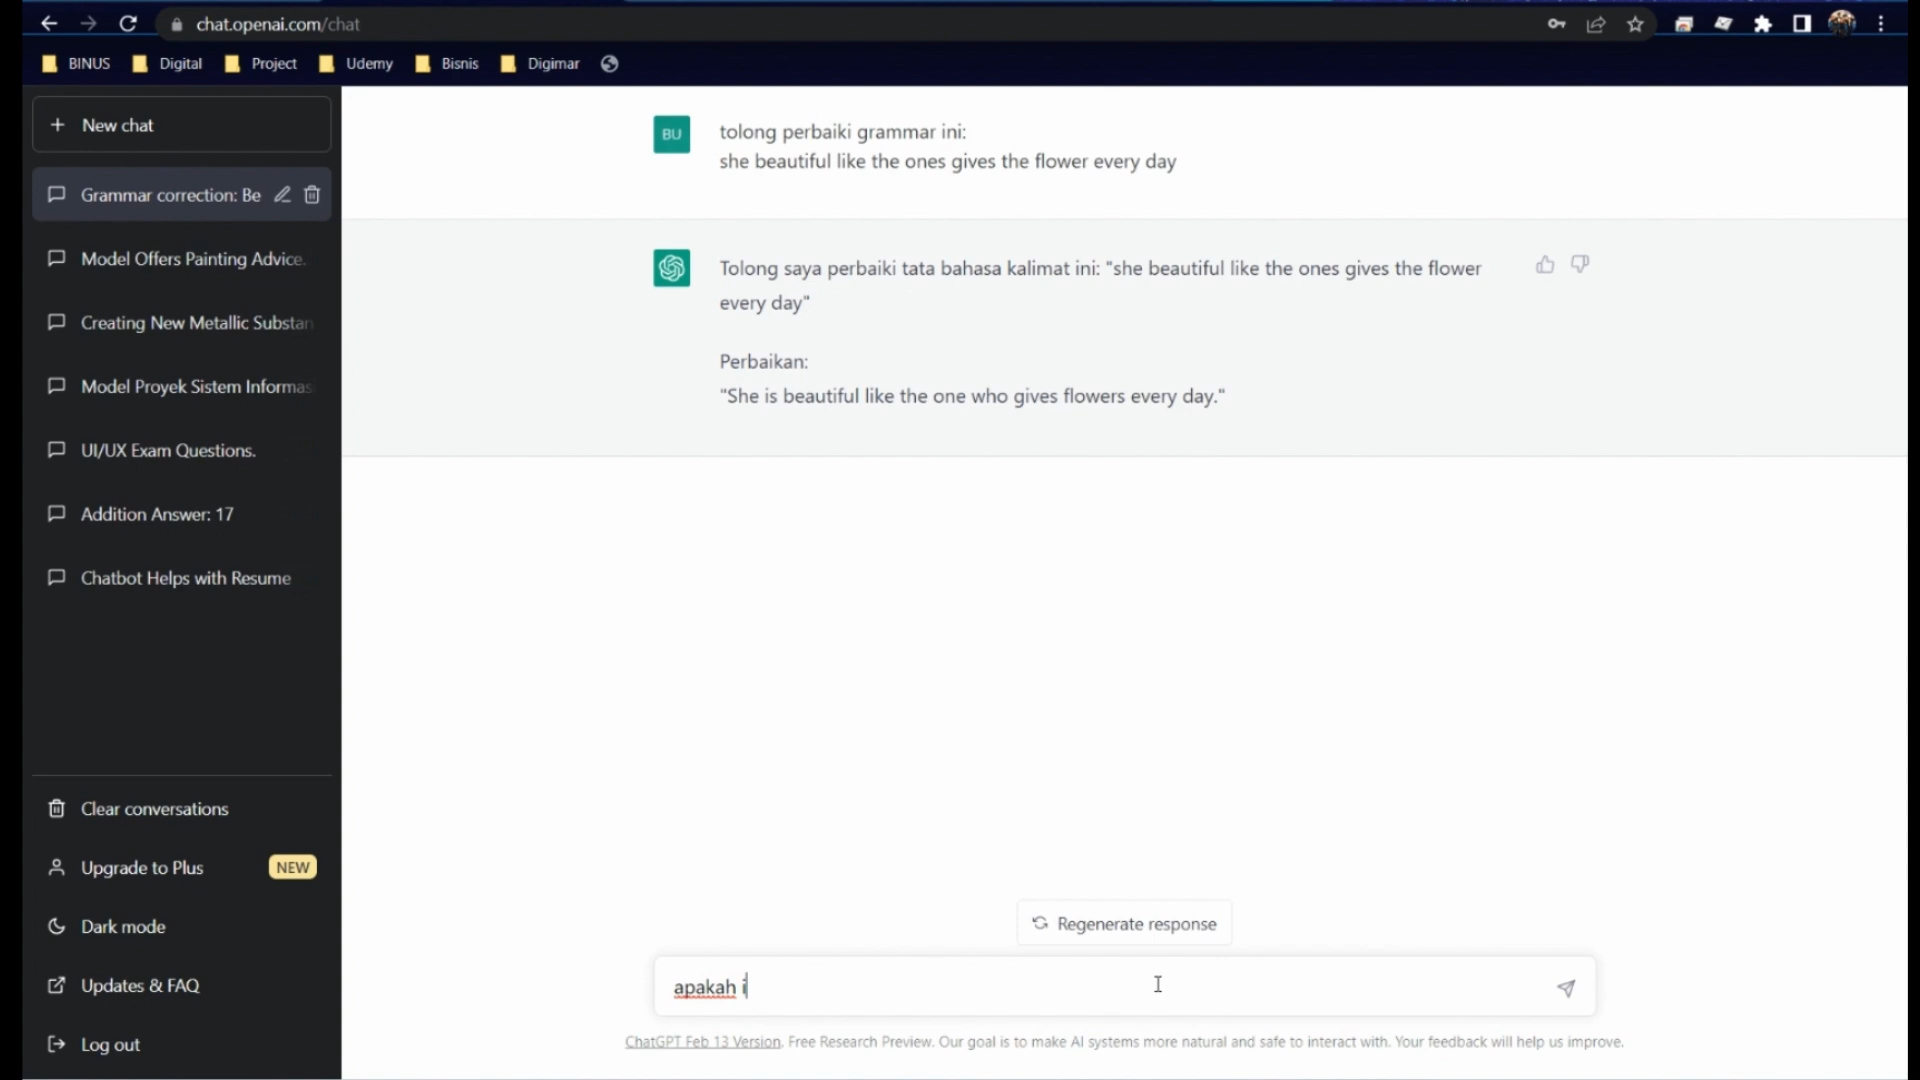 chat.openai.com/chat
BINUS Digital Project Udemy Bisnis Digimar
New chat
Grammar correction: Be
Model Offers Painting Advice.
Creating New Metallic Substan
Model Proyek Sistem Informas
UI/UX Exam Questions.
Addition Answer: 17
Chatbot Helps with Resume
Clear conversations
Upgrade to Plus NEW
Dark mode
Updates & FAQ
Log out
BU
tolong perbaiki grammar ini:
she beautiful like the ones gives the flower every day
Tolong saya perbaiki tata bahasa kalimat ini: "she beautiful like the ones gives the flower
every day"
Perbaikan:
"She is beautiful like the one who gives flowers every day."
Regenerate response
apakah i
ChatGPT Feb 13 Version. Free Research Preview. Our goal is to make AI systems more natural and safe to interact with. Your feedback will help us improve.